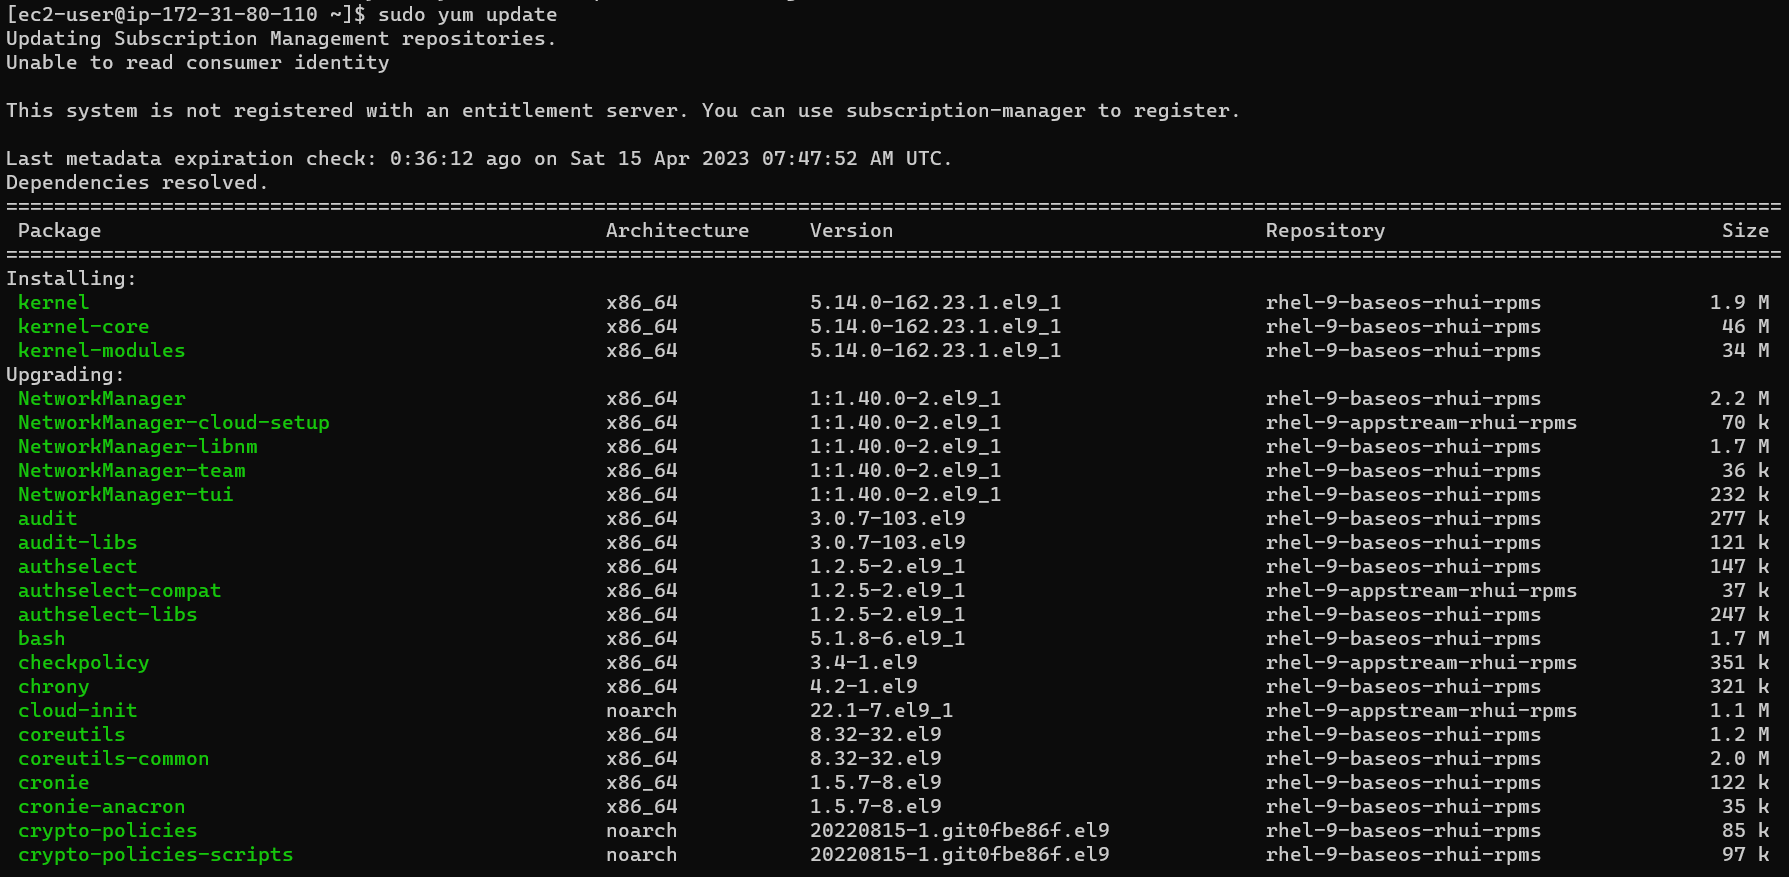 [ec2-user@ip-172-31-80-110 ~]$ sudo yum update
Updating Subscription Management repositories.
Unable to read consumer identity
This system is not registered with an entitlement server. You can use subscription-manager to register.
Last metadata expiration check: 0:36:12 ago on Sat 15 Apr 2023 07:47:52 AM UTC.
Dependencies resolved.
================================================================================
Package Architecture Version Repository Size
================================================================================
Installing:
kernel x86_64 5.14.0-162.23.1.el9_1 rhel-9-baseos-rhui-rpms 1.9 M
kernel-core x86_64 5.14.0-162.23.1.el9_1 rhel-9-baseos-rhui-rpms 46 M
kernel-modules x86_64 5.14.0-162.23.1.el9_1 rhel-9-baseos-rhui-rpms 34 M
Upgrading:
NetworkManager x86_64 1:1.40.0-2.el9_1 rhel-9-baseos-rhui-rpms 2.2 M
NetworkManager-cloud-setup x86_64 1:1.40.0-2.el9_1 rhel-9-appstream-rhui-rpms 70 k
NetworkManager-libnm x86_64 1:1.40.0-2.el9_1 rhel-9-baseos-rhui-rpms 1.7 M
NetworkManager-team x86_64 1:1.40.0-2.el9_1 rhel-9-baseos-rhui-rpms 36 k
NetworkManager-tui x86_64 1:1.40.0-2.el9_1 rhel-9-baseos-rhui-rpms 232 k
audit x86_64 3.0.7-103.el9 rhel-9-baseos-rhui-rpms 277 k
audit-libs x86_64 3.0.7-103.el9 rhel-9-baseos-rhui-rpms 121 k
authselect x86_64 1.2.5-2.el9_1 rhel-9-baseos-rhui-rpms 147 k
authselect-compat x86_64 1.2.5-2.el9_1 rhel-9-appstream-rhui-rpms 37 k
authselect-libs x86_64 1.2.5-2.el9_1 rhel-9-baseos-rhui-rpms 247 k
bash x86_64 5.1.8-6.el9_1 rhel-9-baseos-rhui-rpms 1.7 M
checkpolicy x86_64 3.4-1.el9 rhel-9-appstream-rhui-rpms 351 k
chrony x86_64 4.2-1.el9 rhel-9-baseos-rhui-rpms 321 k
cloud-init noarch 22.1-7.el9_1 rhel-9-appstream-rhui-rpms 1.1 M
coreutils x86_64 8.32-32.el9 rhel-9-baseos-rhui-rpms 1.2 M
coreutils-common x86_64 8.32-32.el9 rhel-9-baseos-rhui-rpms 2.0 M
cronie x86_64 1.5.7-8.el9 rhel-9-baseos-rhui-rpms 122 k
cronie-anacron x86_64 1.5.7-8.el9 rhel-9-baseos-rhui-rpms 35 k
crypto-policies noarch 20220815-1.git0fbe86f.el9 rhel-9-baseos-rhui-rpms 85 k
crypto-policies-scripts noarch 20220815-1.git0fbe86f.el9 rhel-9-baseos-rhui-rpms 97 k